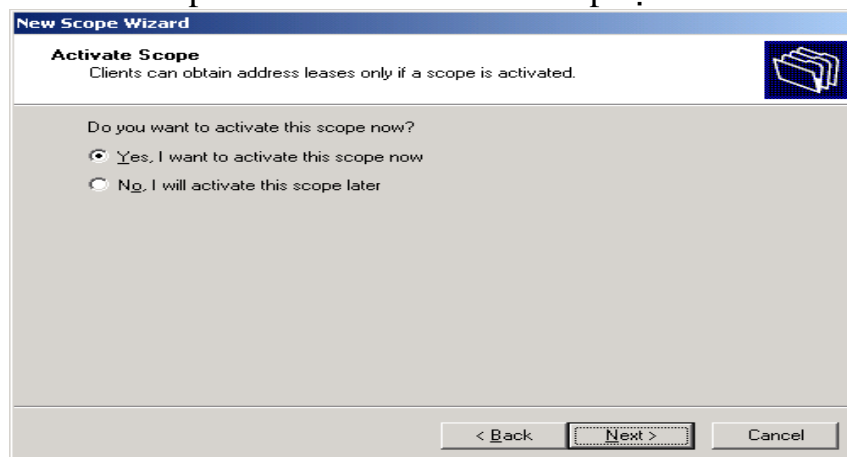 New Scope Wizard
Activate Scope
Clients can obtain address leases only if a scope is activated.
Do you want to activate this scope now?
Yes, I want to activate this scope now
No, I will activate this scope later
< Back
Next >
Cancel